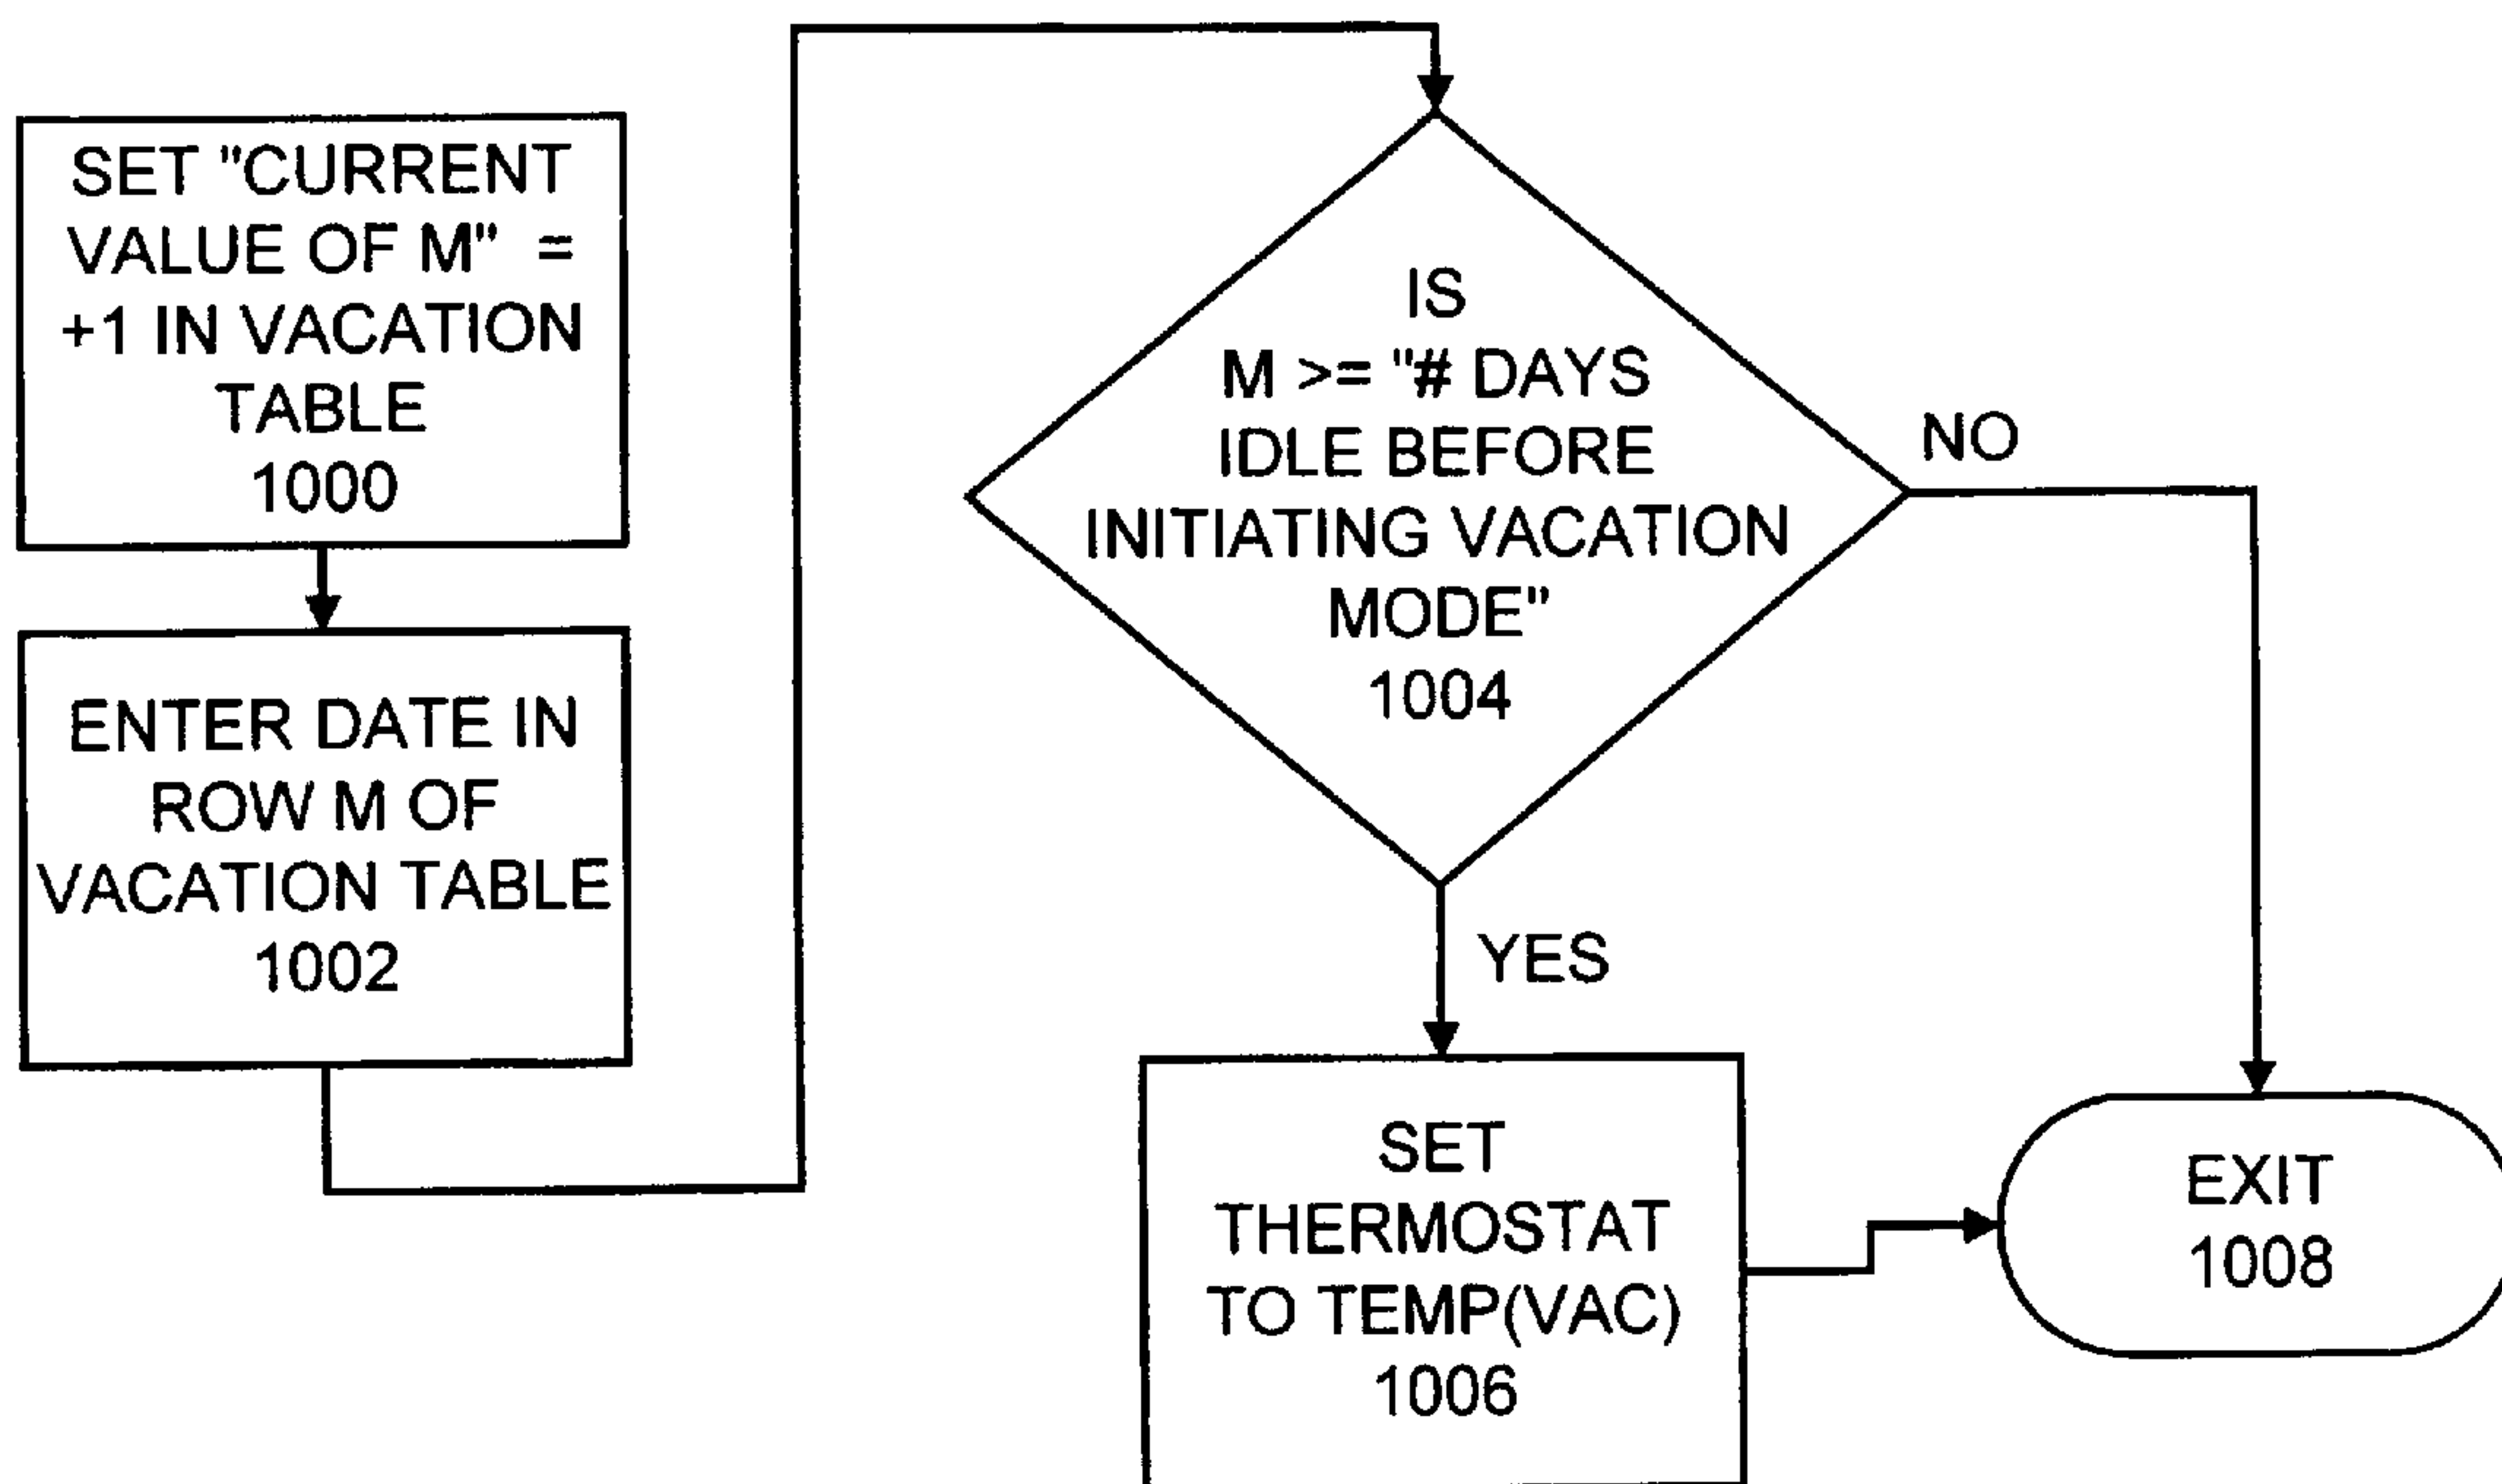 SET "CURRENT
VALUE OF M" =
+1 IN VACATION
TABLE
1000
ENTER DATE IN
ROW M OF
VACATION TABLE
1002
IS
M >= "# DAYS
IDLE BEFORE
INITIATING VACATION
MODE"
1004
NO
YES
SET
THERMOSTAT
TO TEMP(VAC)
1006
EXIT
1008